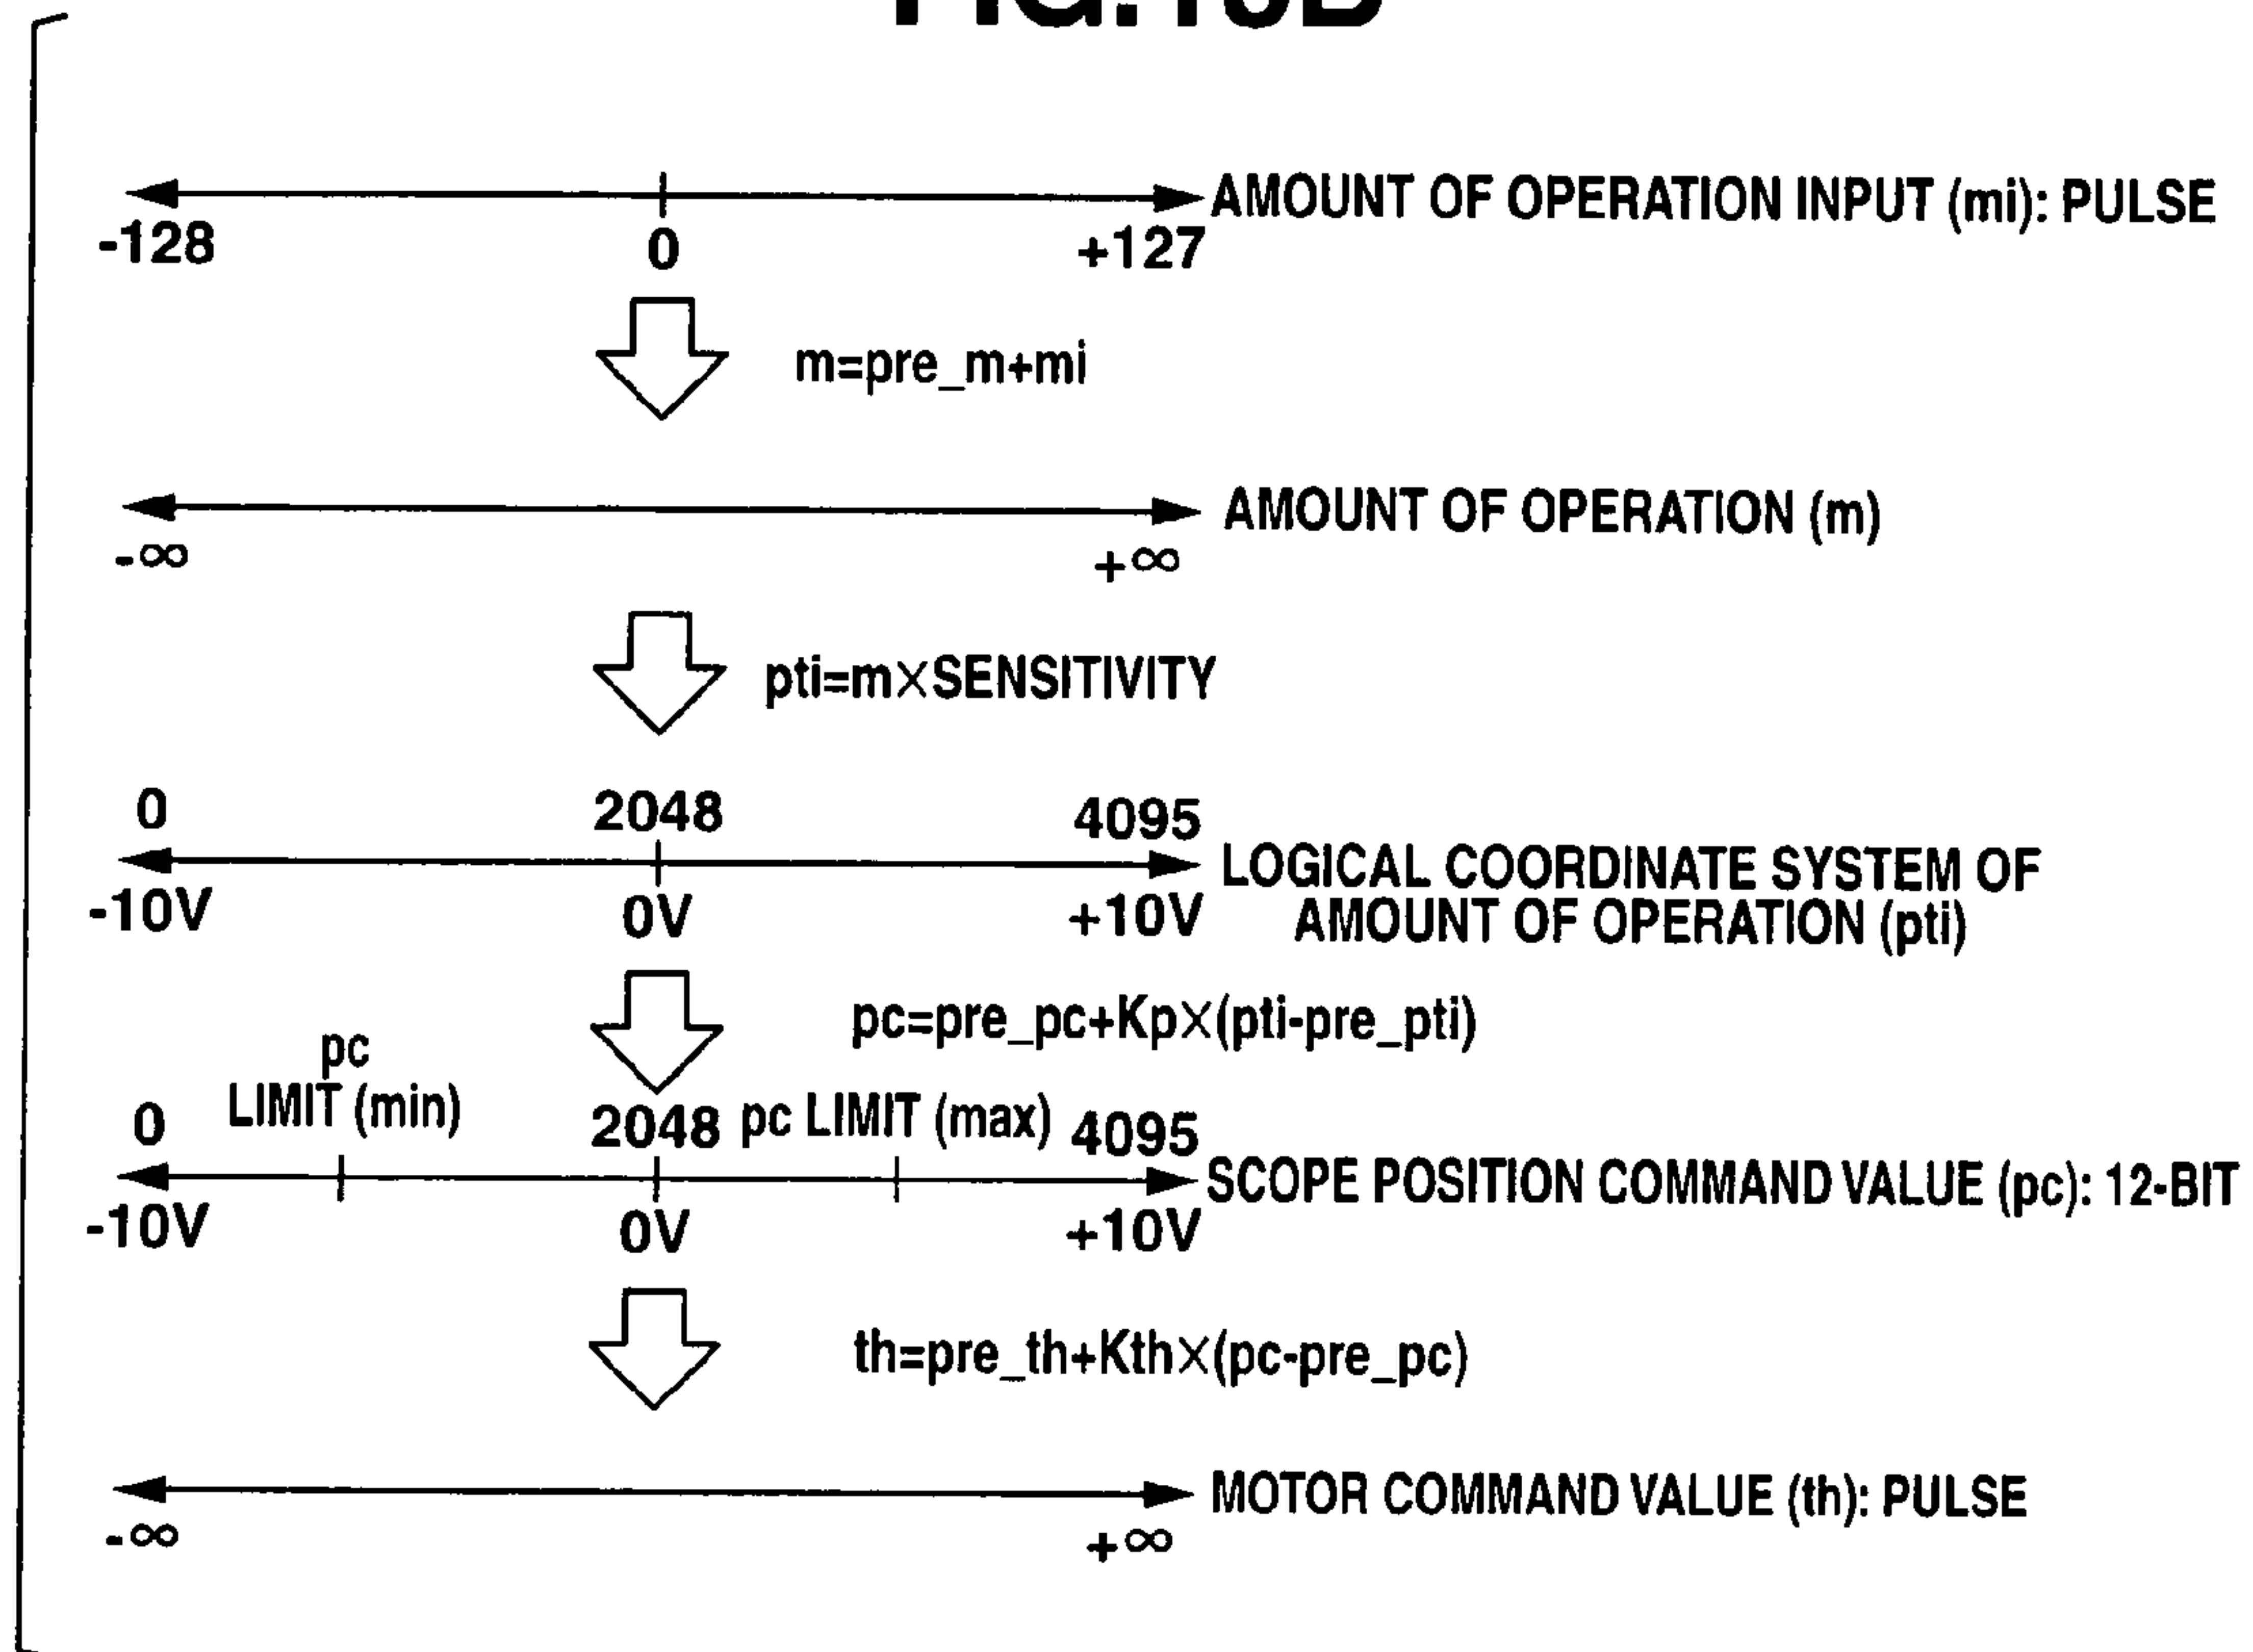 -128 0 +127 AMOUNT OF OPERATION INPUT (mi): PULSE
m=pre_m+mi
-∞ +∞ AMOUNT OF OPERATION (m)
pti=m×SENSITIVITY
0 2048 4095
-10V 0V +10V
LOGICAL COORDINATE SYSTEM OF
AMOUNT OF OPERATION (pti)
pc=pre_pc+Kp×(pti-pre_pti)
pc
LIMIT (min)
0 2048 pc LIMIT (max) 4095
SCOPE POSITION COMMAND VALUE (pc): 12-BIT
-10V 0V +10V
th=pre_th+Kth×(pc-pre_pc)
MOTOR COMMAND VALUE (th): PULSE
-∞ +∞